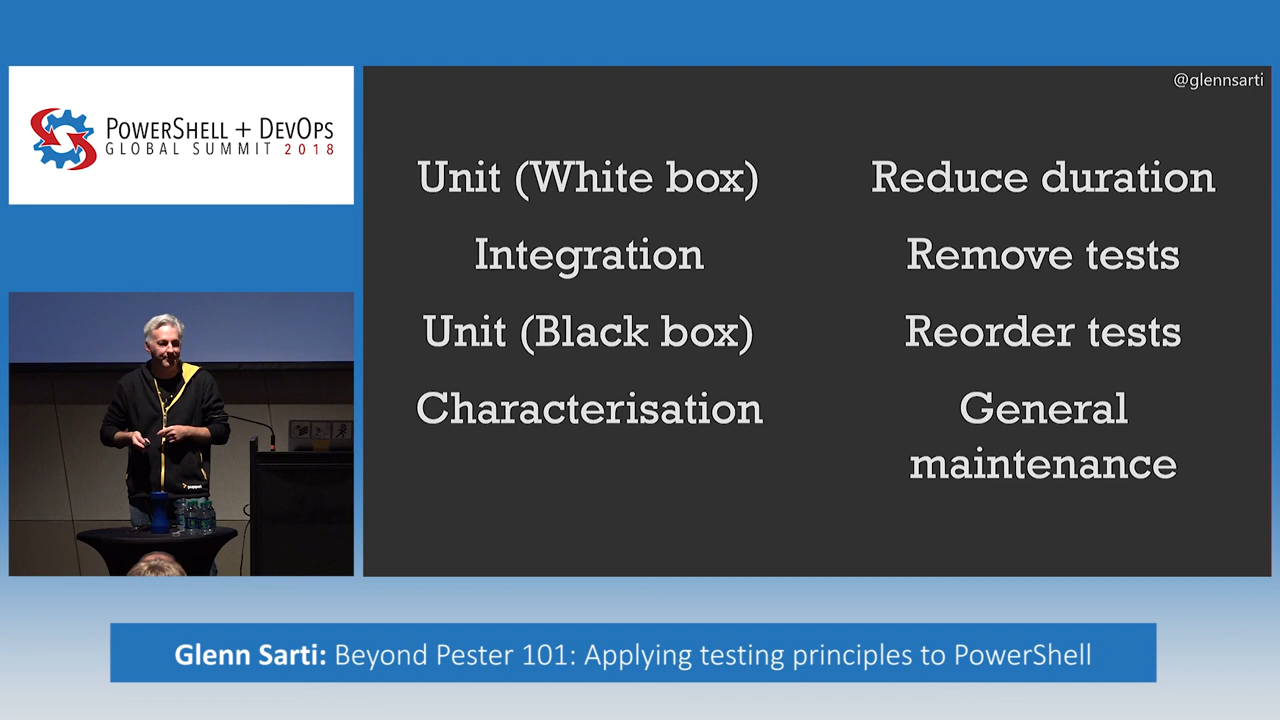 @glennsarti
POWERSHELL + DEVOPS
GLOBAL SUMMIT 2018
Unit (White box)
Reduce duration
Integration
Remove tests
Unit (Black box)
Reorder tests
Characterisation
General
maintenance
puppet
Glenn Sarti: Beyond Pester 101: Applying testing principles to PowerShell